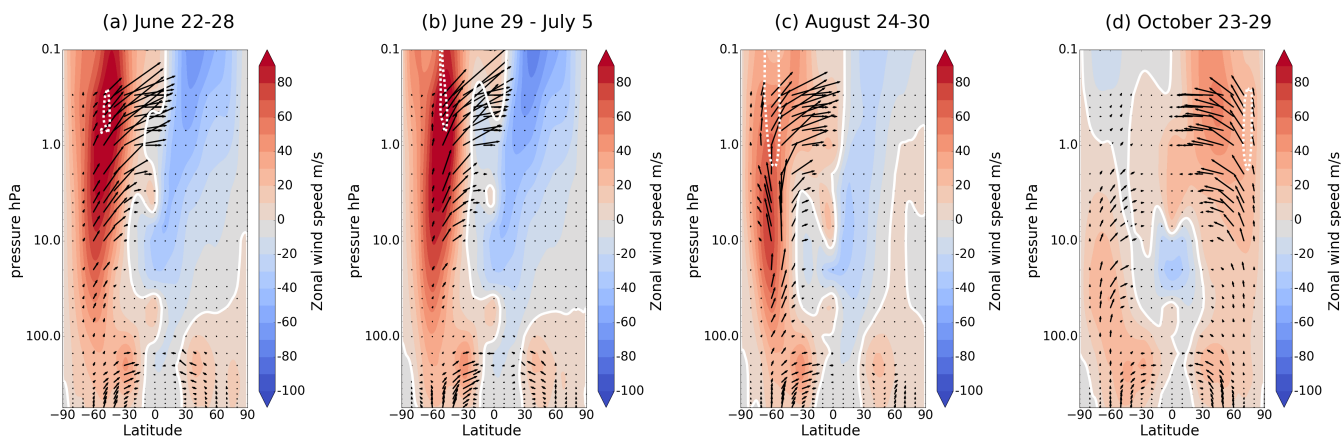 (a) June 22-28
(b) June 29 - July 5
(c) August 24-30
(d) October 23-29
pressure hPa
0.1
1.0
10.0
100.0
−90 −60 −30 0 30 60 90
Latitude
80
60
40
20
0
-20
-40
-60
-80
-100
Zonal wind speed m/s
pressure hPa
0.1
1.0
10.0
100.0
−90 −60 −30 0 30 60 90
Latitude
80
60
40
20
0
-20
-40
-60
-80
-100
Zonal wind speed m/s
pressure hPa
0.1
1.0
10.0
100.0
−90 −60 −30 0 30 60 90
Latitude
80
60
40
20
0
-20
-40
-60
-80
-100
Zonal wind speed m/s
pressure hPa
0.1
1.0
10.0
100.0
−90 −60 −30 0 30 60 90
Latitude
80
60
40
20
0
-20
-40
-60
-80
-100
Zonal wind speed m/s